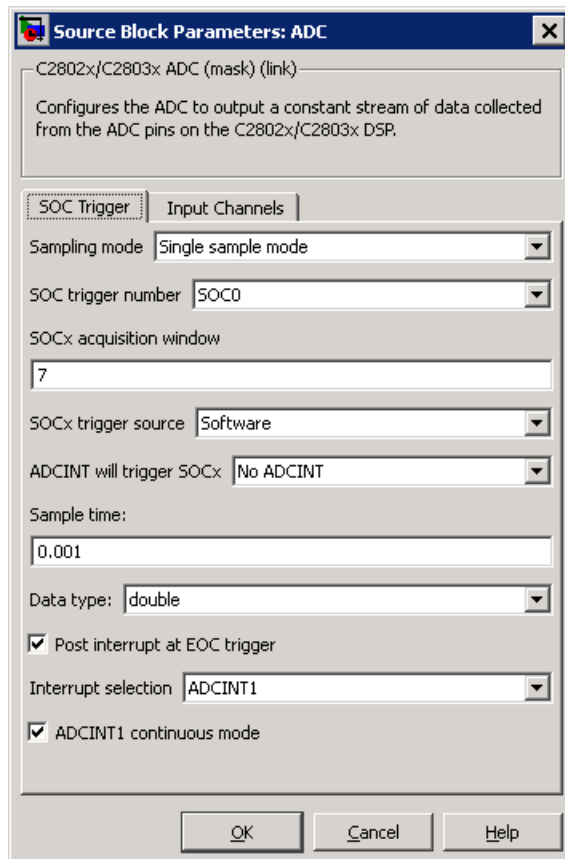 Source Block Parameters: ADC
C2802x/C2803x ADC (mask) (link)
Configures the ADC to output a constant stream of data collected
from the ADC pins on the C2802x/C2803x DSP.
SOC Trigger Input Channels
Sampling mode Single sample mode
SOC trigger number SOC0
SOCx acquisition window
7
SOCx trigger source Software
ADCINT will trigger SOCx No ADCINT
Sample time:
0.001
Data type: double
Post interrupt at EOC trigger
Interrupt selection ADCINT1
ADCINT1 continuous mode
OK Cancel Help